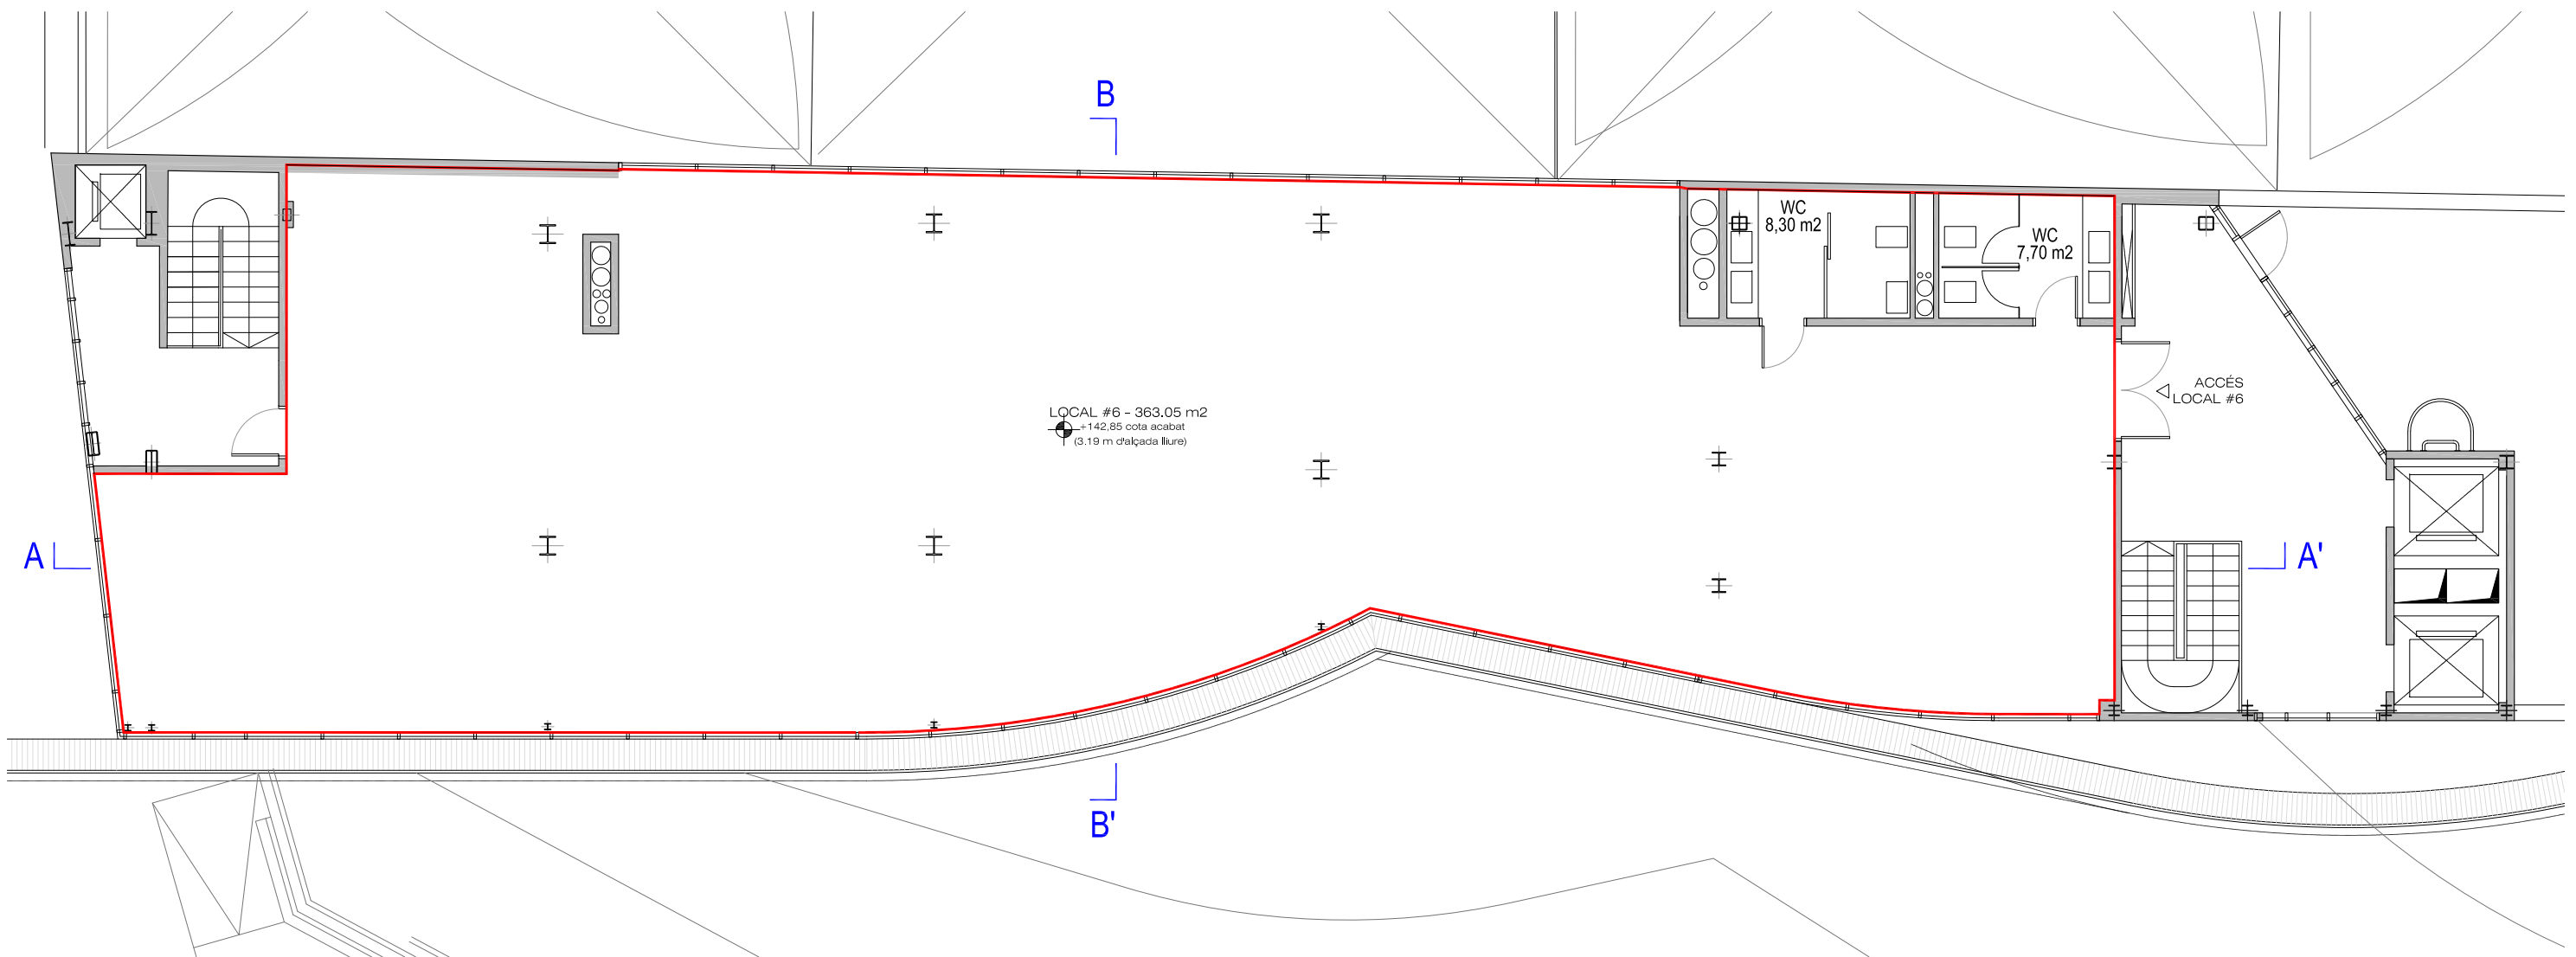 B
WC
8,30 m2
WC
7,70 m2
ACCÉS
LOCAL #6
LOCAL #6 - 363.05 m2
+142,85 cota acabat
(3.19 m d'alçada lliure)
A
A'
B'